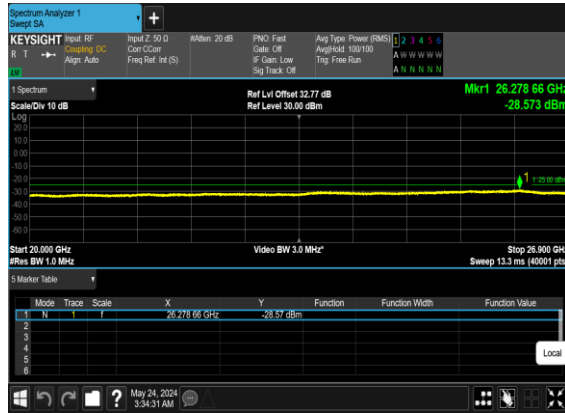 Spectrum Analyzer 1
Swept SA
+
KEYSIGHT Input: RF Input Z: 50 Ω #Atten: 20 dB PNO: Fast Avg Type: Power (RMS) 1 2 3 4 5 6
R T Coupling: DC Corr CCorr Gate: Off Avg|Hold: 100/100 A W W W W W
Align: Auto Freq Ref: Int (S) IF Gain: Low Trig: Free Run
Sig Track: Off A N N N N N
1 Spectrum Ref Lvl Offset 32.77 dB Mkr1 26.278 66 GHz
Scale/Div 10 dB Ref Level 30.00 dBm -28.573 dBm
Log
20.0
10.0
0.00
-10.0
-20.0
-30.0
-40.0
-50.0
-60.0
1
Start 20.000 GHz Video BW 3.0 MHz* Stop 26.900 GH
#Res BW 1.0 MHz Sweep 13.3 ms (40001 pts
5 Marker Table
Mode Trace Scale X Y Function Function Width Function Value
1 N 1 f 26.278 66 GHz -28.57 dBm
2
3
4
5
6
Local
? May 24, 2024
3:34:31 AM